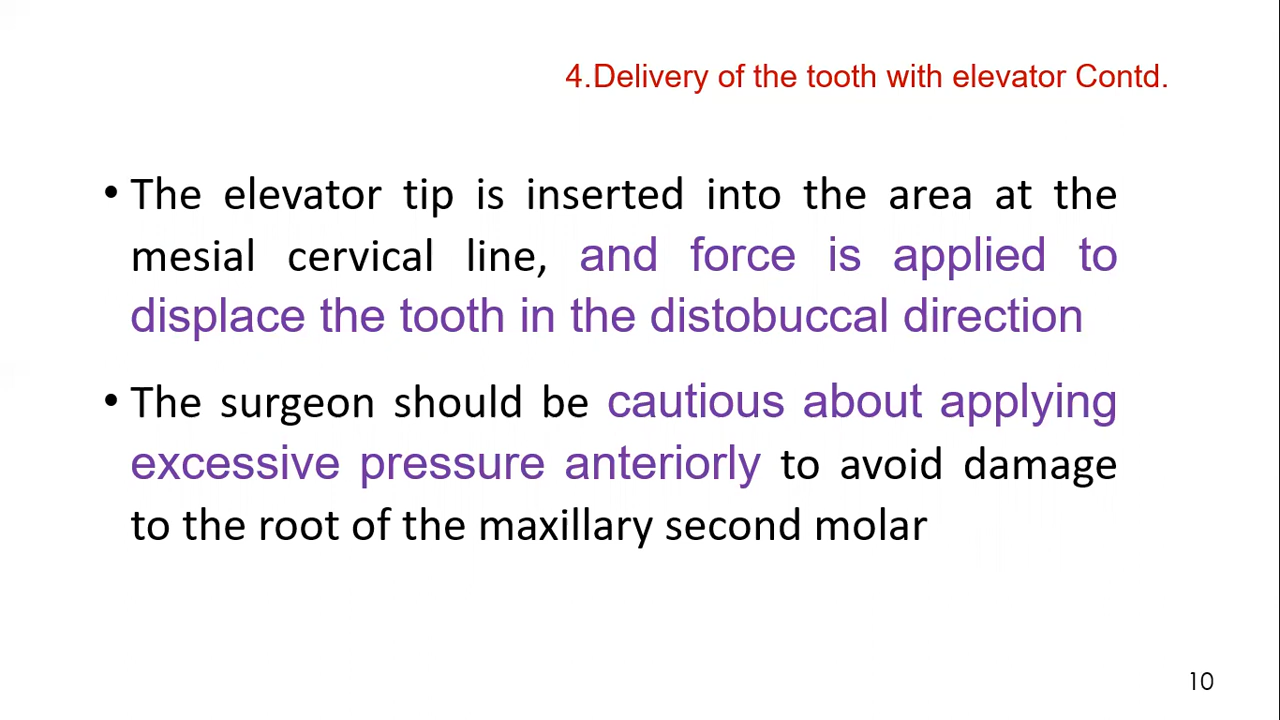 4.Delivery of the tooth with elevator Contd.
• The elevator tip is inserted into the area at the
mesial cervical line, and force is applied to
displace the tooth in the distobuccal direction
• The surgeon should be cautious about applying
excessive pressure anteriorly to avoid damage
to the root of the maxillary second molar
10